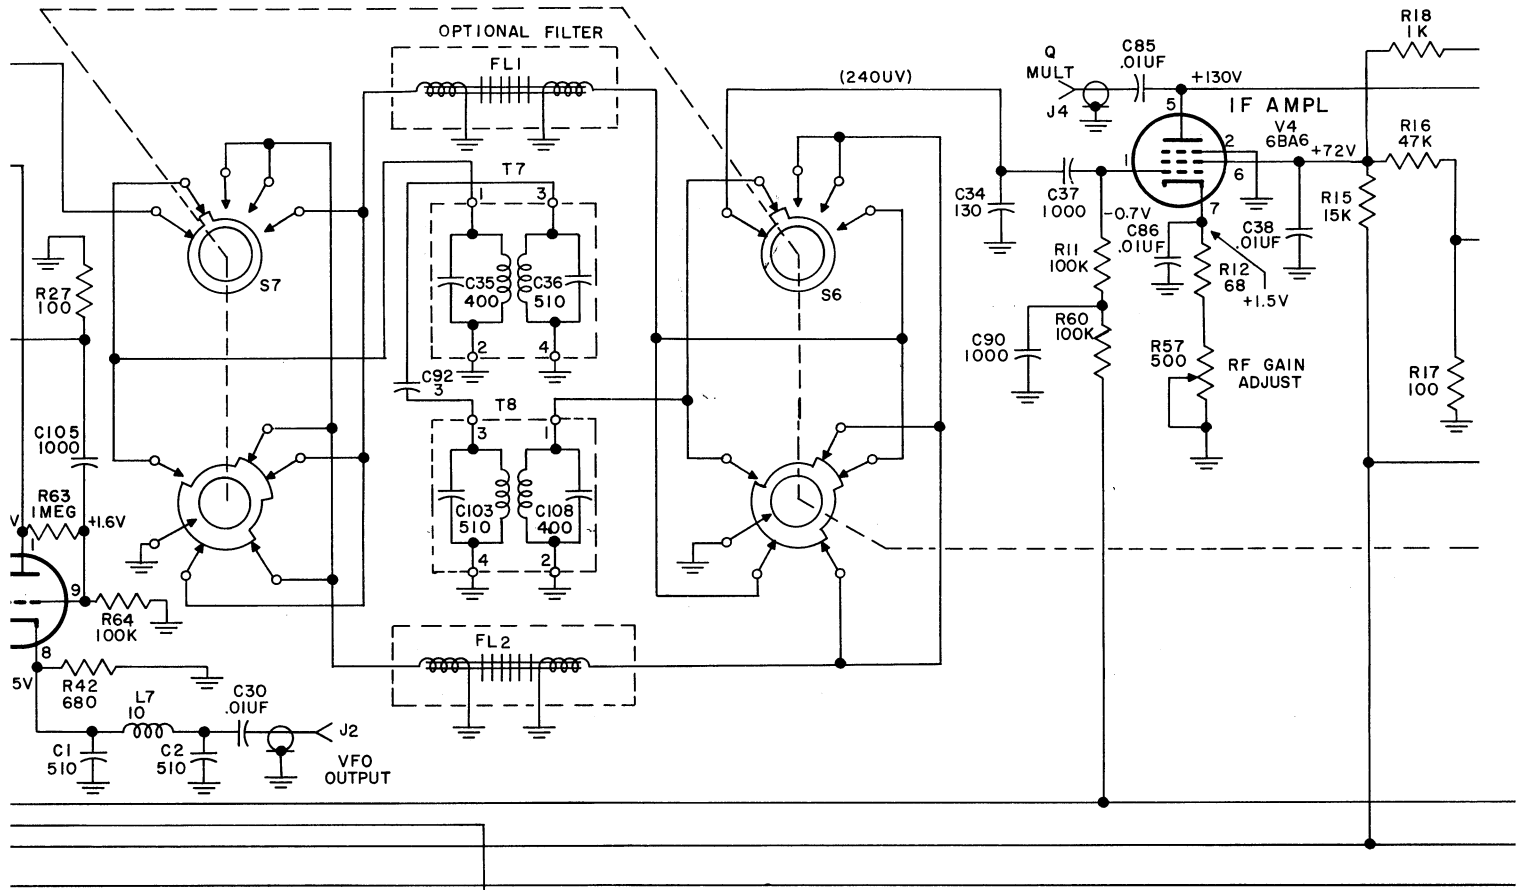 R18
1K
OPTIONAL FILTER
FL1
Q
MULT
J4
C85
.01UF
+130V
(240UV)
5
IF AMPL
V4
6BA6
2
1
6
7
+72V
R16
47K
T7
1
3
C34
130
C37
1000
-0.7V
C86
.01UF
C38
.01UF
R15
15K
R11
100K
R12
68
+1.5V
S7
S6
C35
400
C36
510
R27
100
2
4
C92
3
C90
1000
R60
100K
R57
500
RF GAIN
ADJUST
R17
100
T8
3
1
C105
1000
C103
510
C108
400
4
2
R63
1MEG
V
+1.6V
1
9
R64
100K
8
FL2
5V
R42
680
L7
10
C30
.01UF
J2
VFO
OUTPUT
C1
510
C2
510